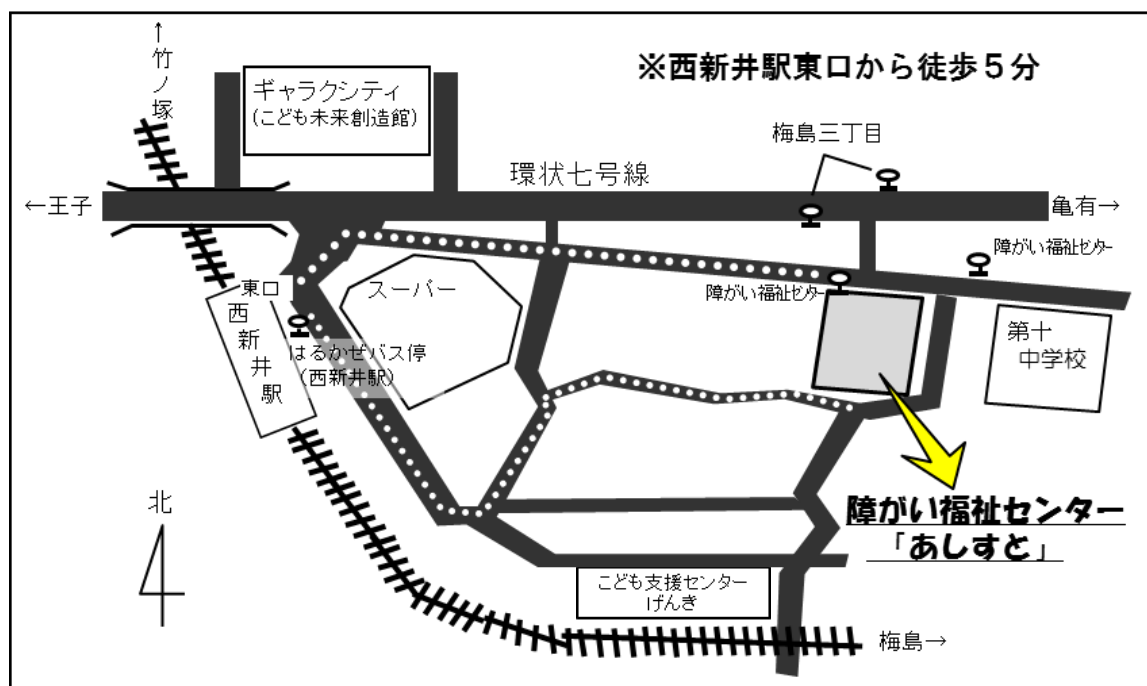 ↑竹ノ塚
※西新井駅東口から徒歩５分
ギャラクシティ
(こども未来創造館)
梅島三丁目
環状七号線
←王子
亀有→
障がい福祉センター
東口
スーパー
障がい福祉センター
西新井駅
はるかぜバス停
(西新井駅)
第十
中学校
北
障がい福祉センター
「あしすと」
こども支援センター
げんき
梅島→